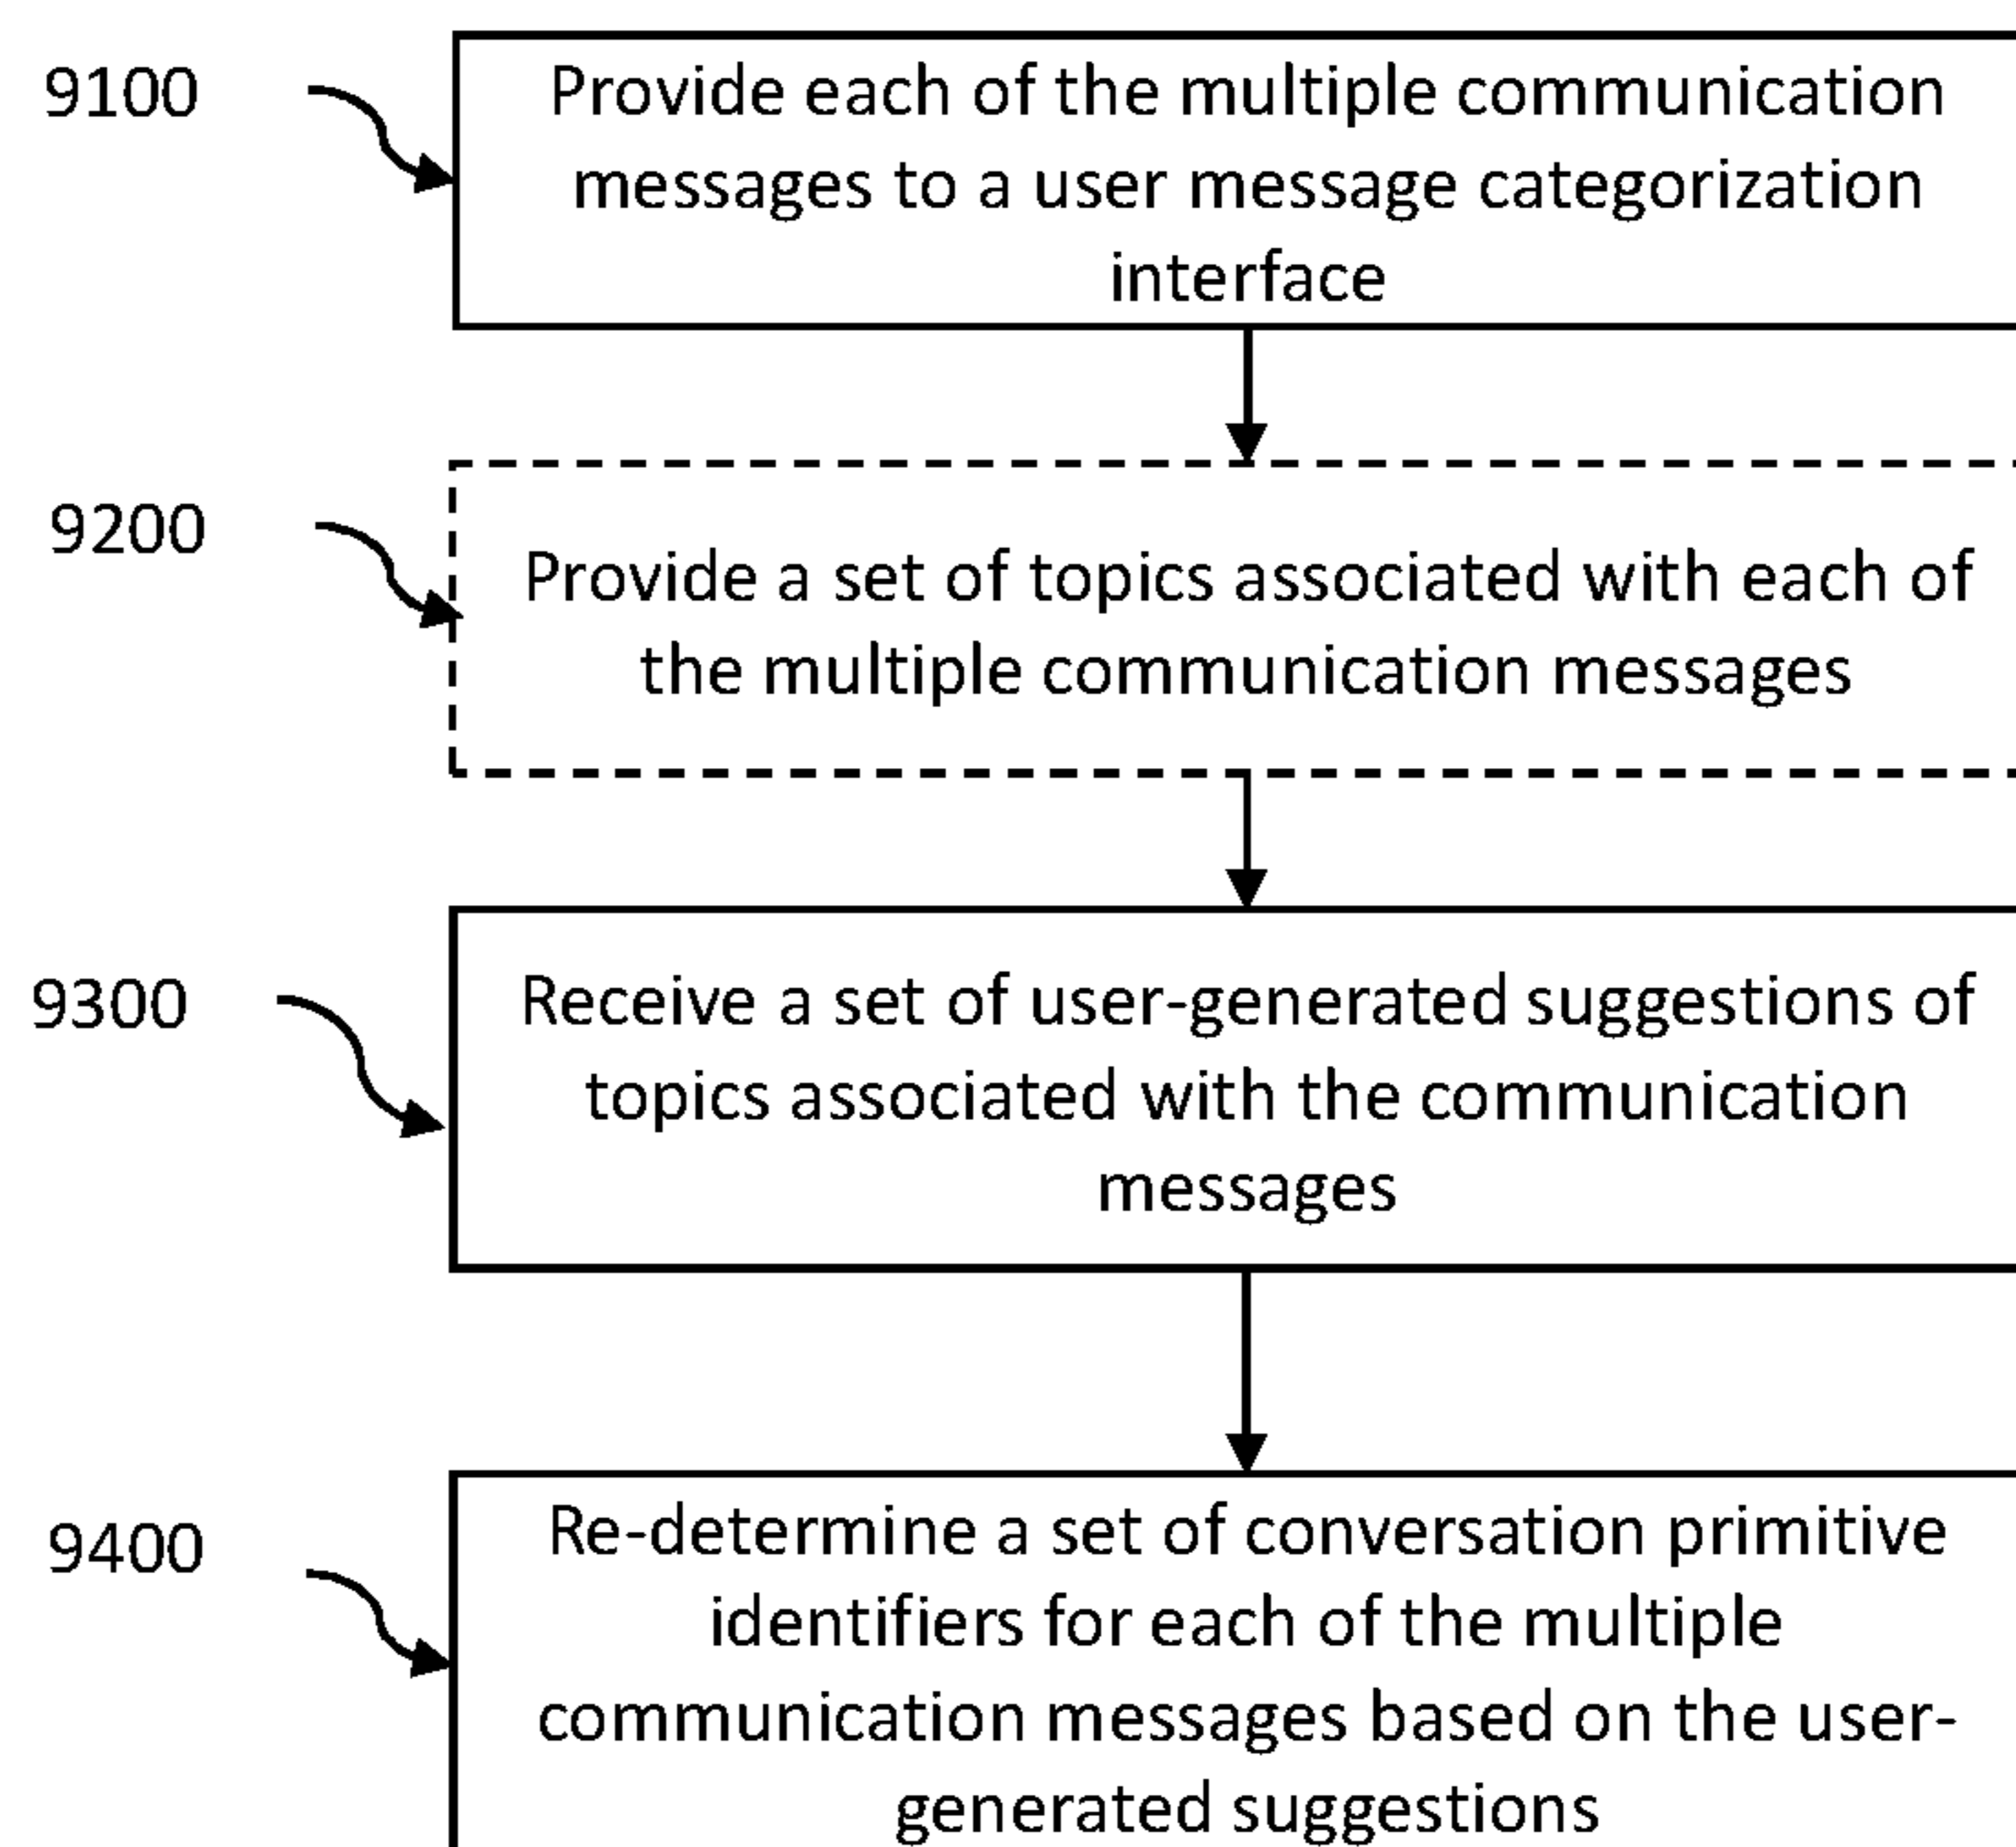 9100
Provide each of the multiple communication
messages to a user message categorization
interface
9200
Provide a set of topics associated with each of
the multiple communication messages
9300
Receive a set of user-generated suggestions of
topics associated with the communication
messages
9400
Re-determine a set of conversation primitive
identifiers for each of the multiple
communication messages based on the user-
generated suggestions